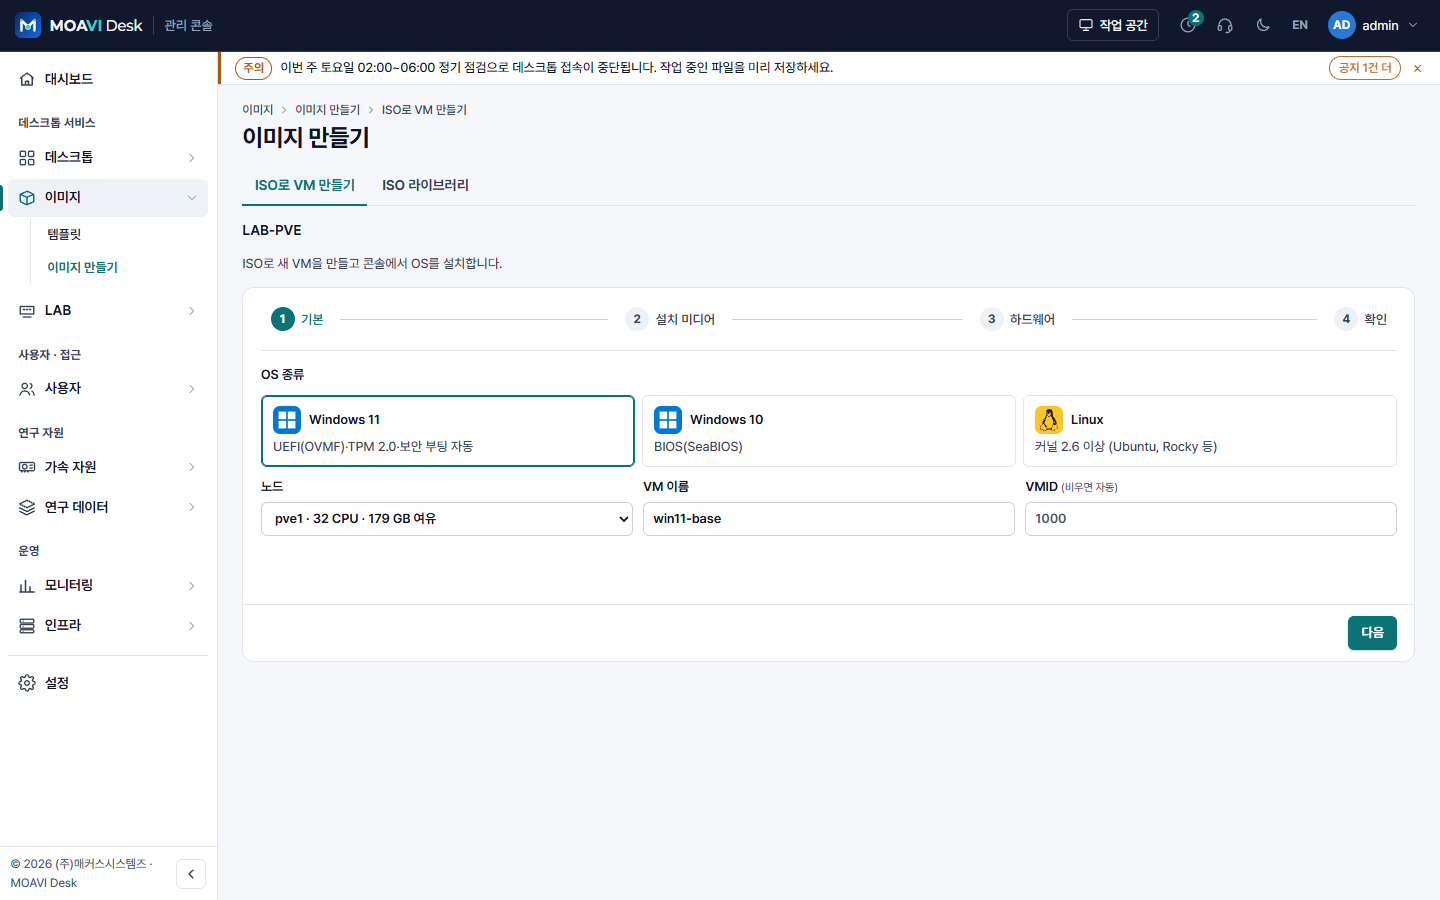 MOAVI Desk 관리 콘솔 작업 공간 2 EN AD admin
대시보드
데스크톱 서비스
데스크톱
이미지
템플릿
이미지 만들기
LAB
사용자 · 접근
사용자
연구 자원
가속 자원
연구 데이터
운영
모니터링
인프라
설정
© 2026 (주)매커스시스템즈 ·
MOAVI Desk
주의 이번 주 토요일 02:00~06:00 정기 점검으로 데스크톱 접속이 중단됩니다. 작업 중인 파일을 미리 저장하세요. 공지 1건 더 ×
이미지 > 이미지 만들기 > ISO로 VM 만들기
이미지 만들기
ISO로 VM 만들기 ISO 라이브러리
LAB-PVE
ISO로 새 VM을 만들고 콘솔에서 OS를 설치합니다.
1 기본 2 설치 미디어 3 하드웨어 4 확인
OS 종류
Windows 11
UEFI(OVMF)·TPM 2.0·보안 부팅 자동
Windows 10
BIOS(SeaBIOS)
Linux
커널 2.6 이상 (Ubuntu, Rocky 등)
노드
pve1 · 32 CPU · 179 GB 여유
VM 이름
win11-base
VMID (비우면 자동)
1000
다음